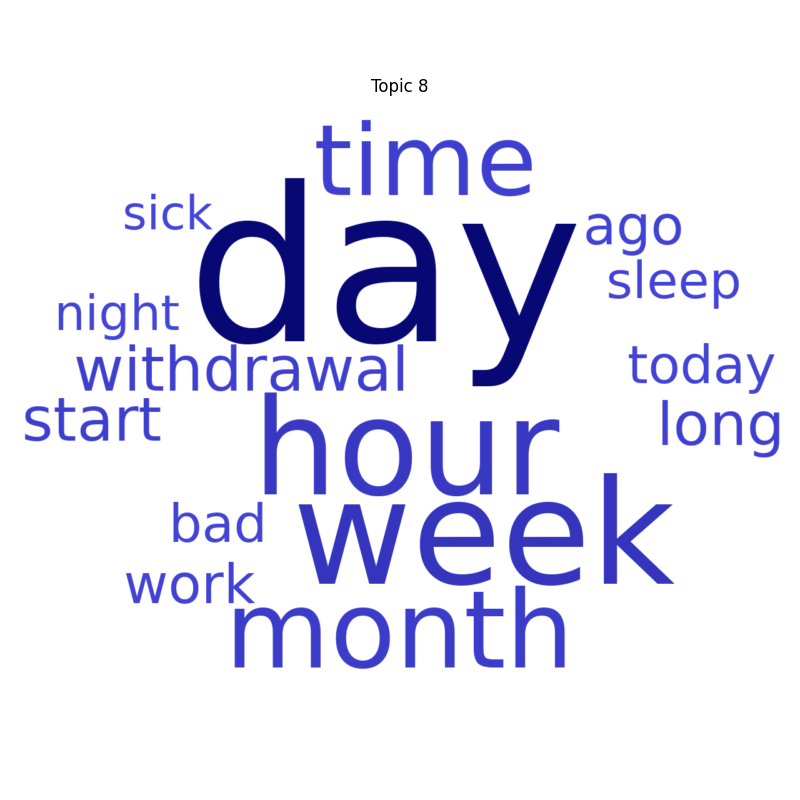 Topic 8
time
sick
day
ago
sleep
night
withdrawal
today
start
long
hour
bad
week
work
month